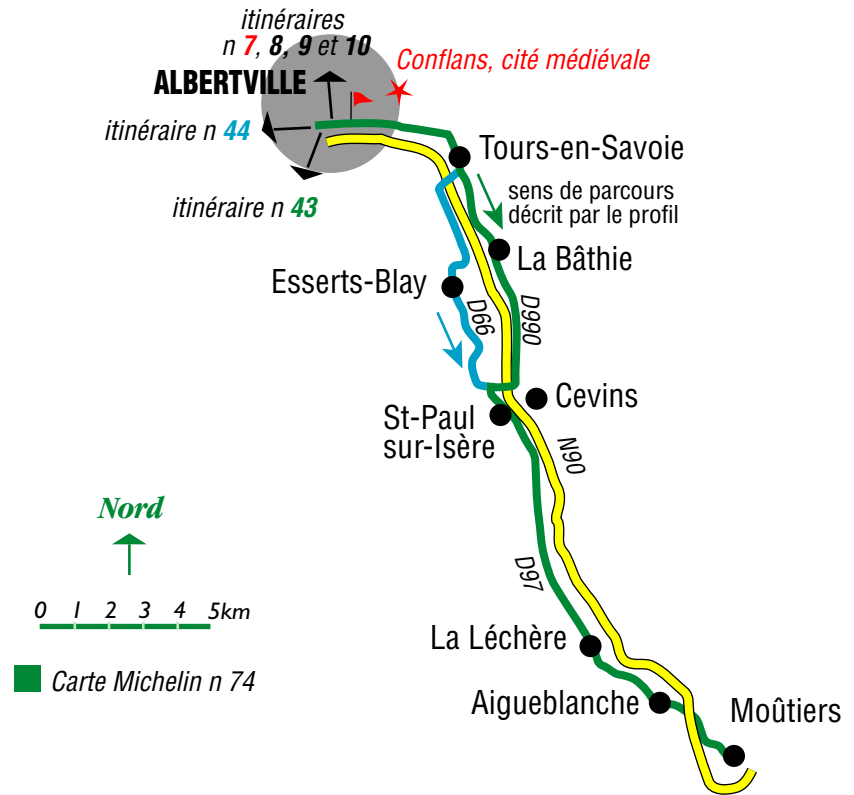 itinéraires
n 7, 8, 9 et 10
Conflans, cité médiévale
ALBERTVILLE
itinéraire n 44
Tours-en-Savoie
itinéraire n 43
sens de parcours
décrit par le profil
La Bâthie
Esserts-Blay
D66
D990
Cevins
St-Paul
sur-Isère
N90
Nord
D97
0 1 2 3 4 5km
La Léchère
Carte Michelin n 74
Aigueblanche
Moûtiers